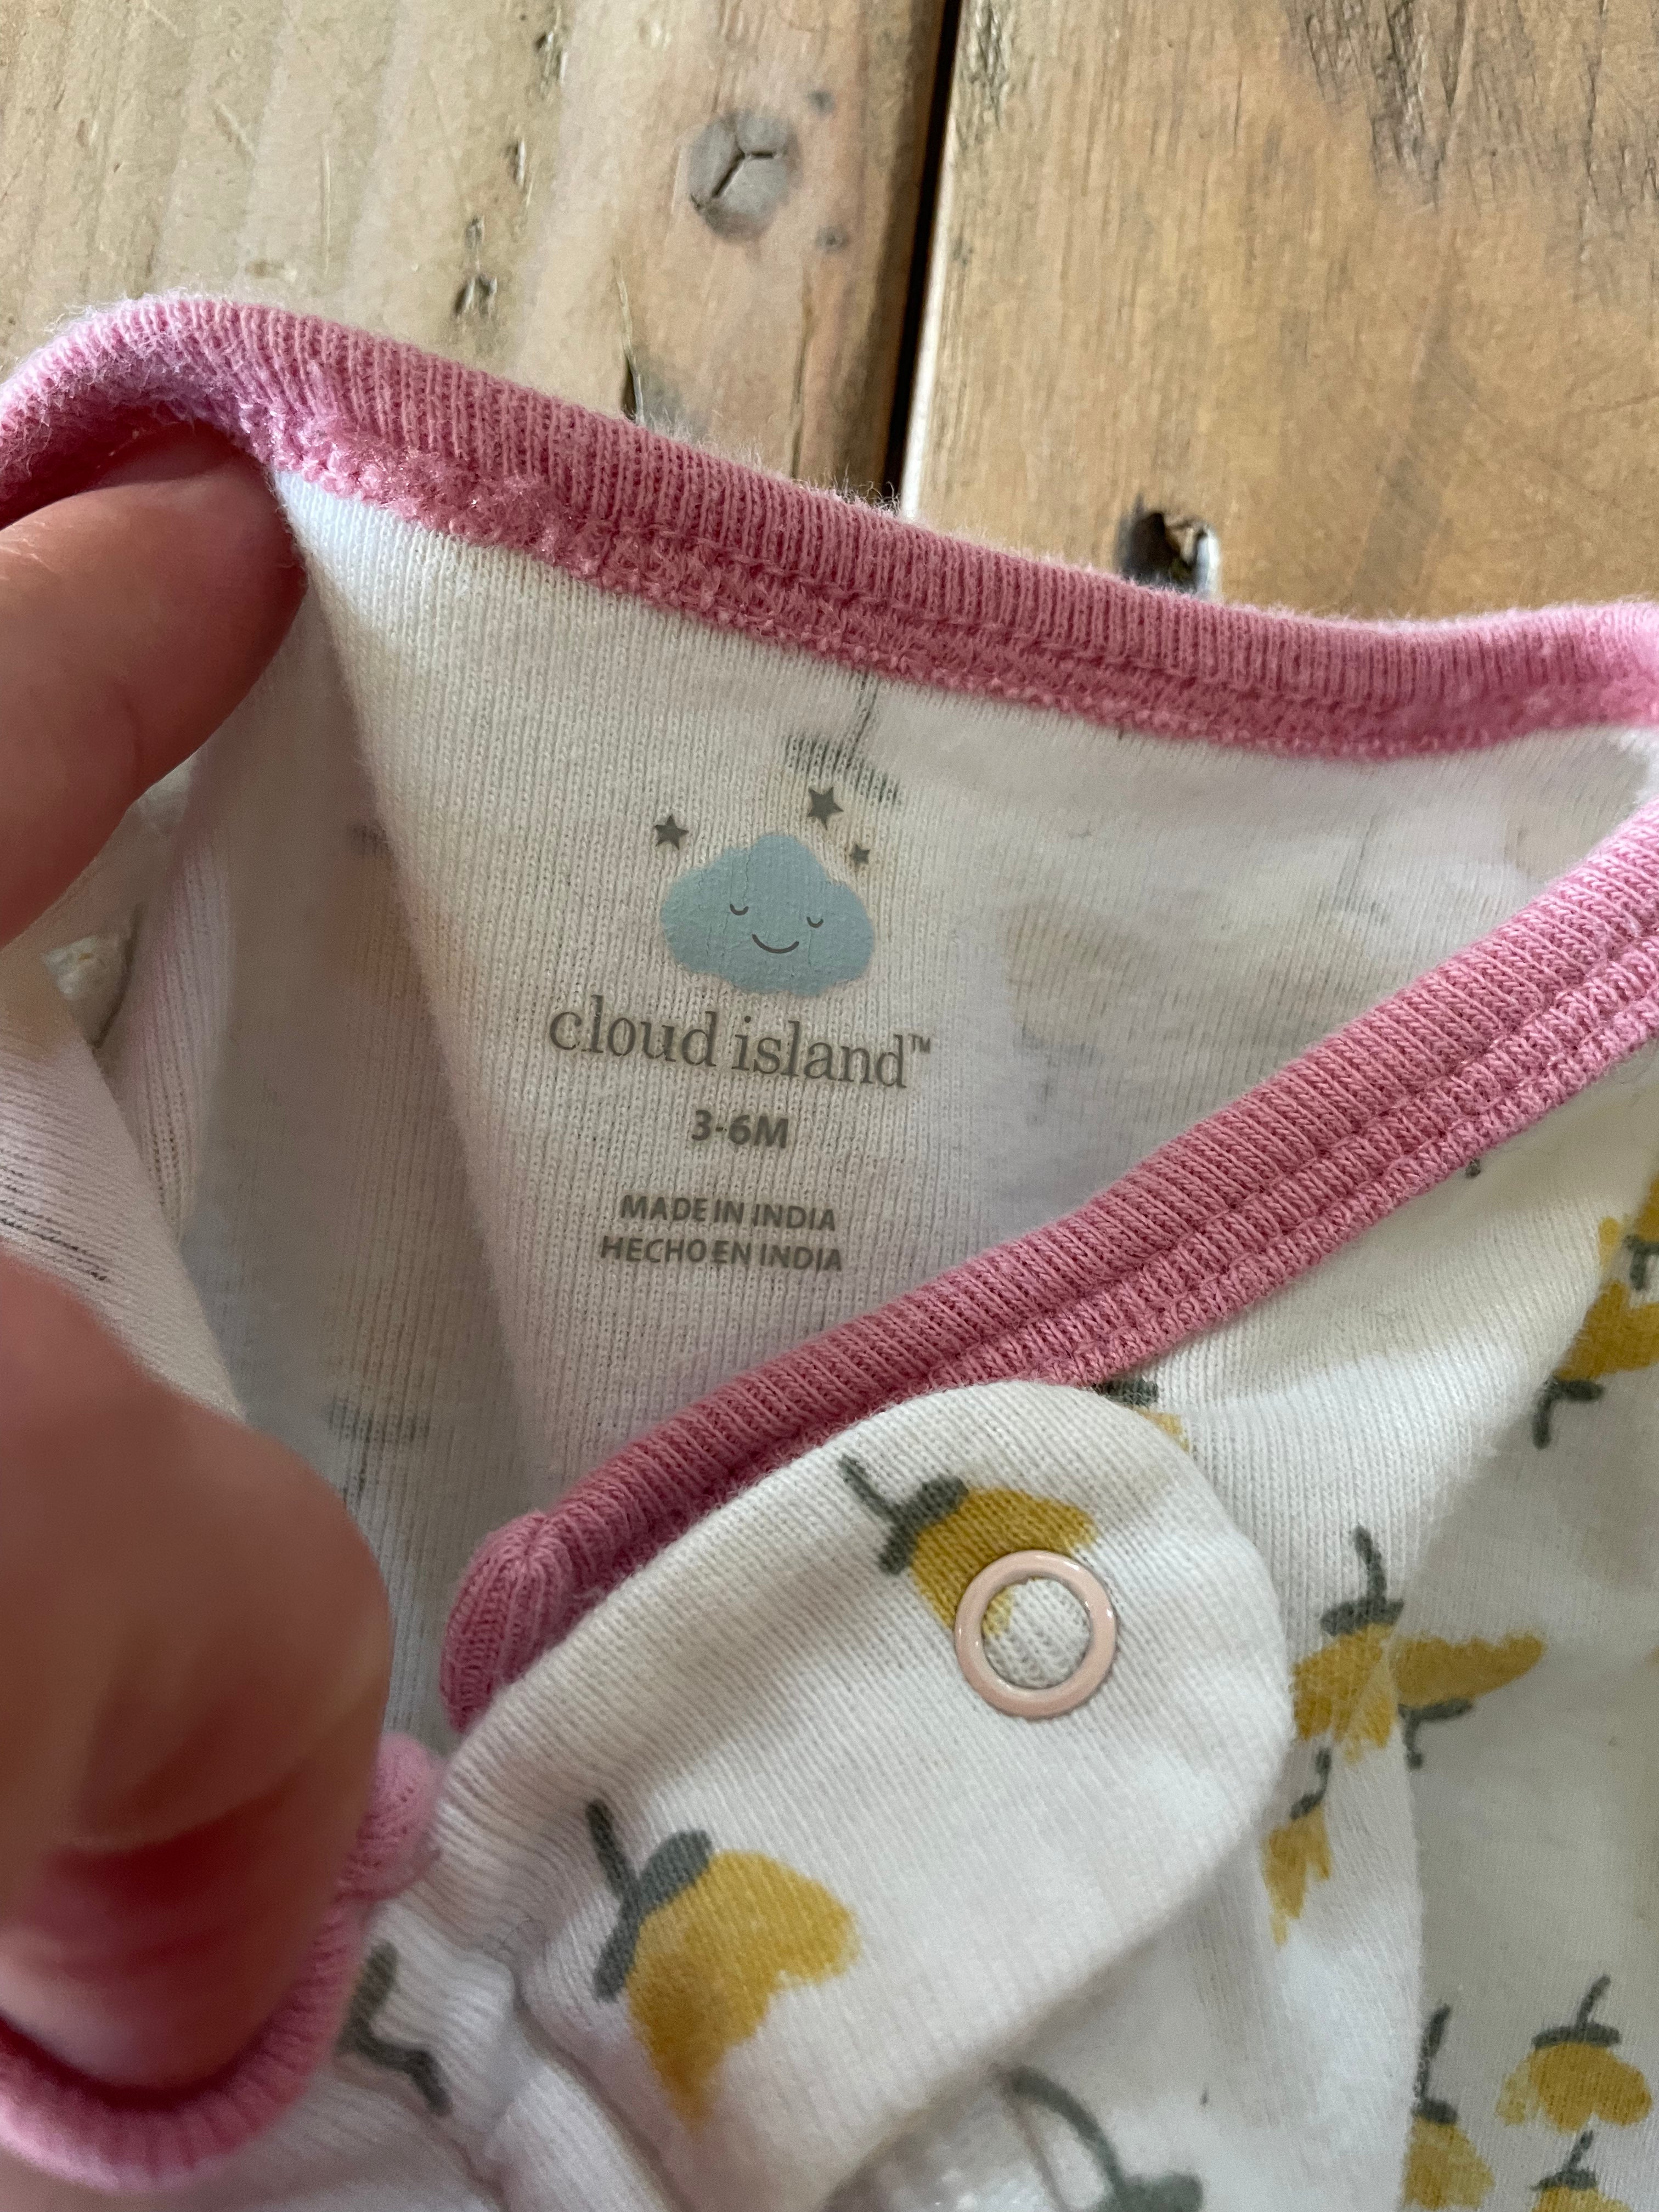 cloud island™
3-6M
MADE IN INDIA
HECHO EN INDIA